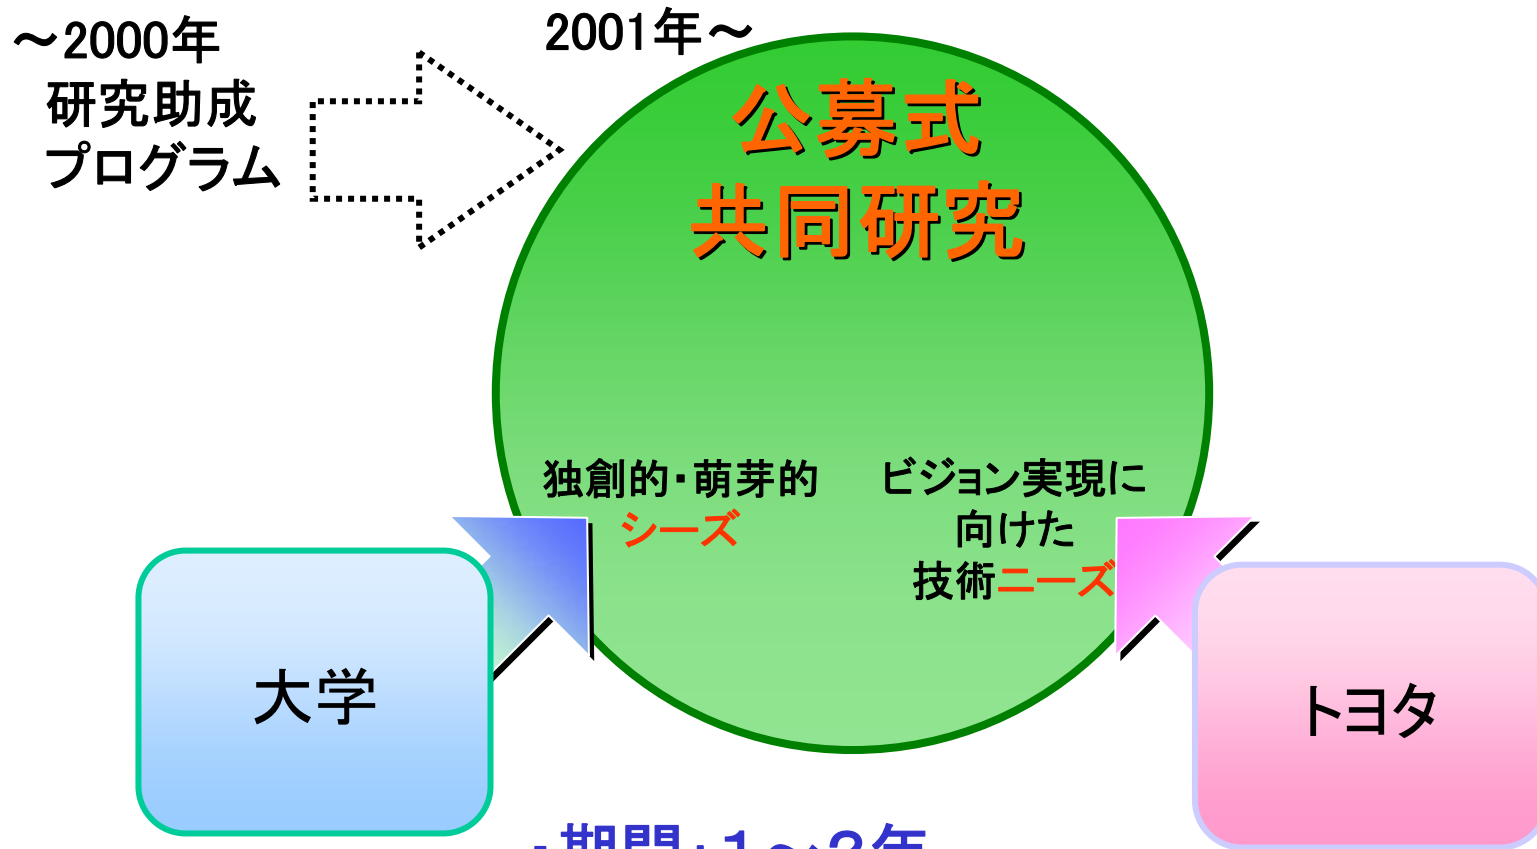 ～2000年
研究助成
プログラム
2001年～
公募式
共同研究
独創的・萌芽的
シーズ
ビジョン実現に
向けた
技術ニーズ
大学
トヨタ